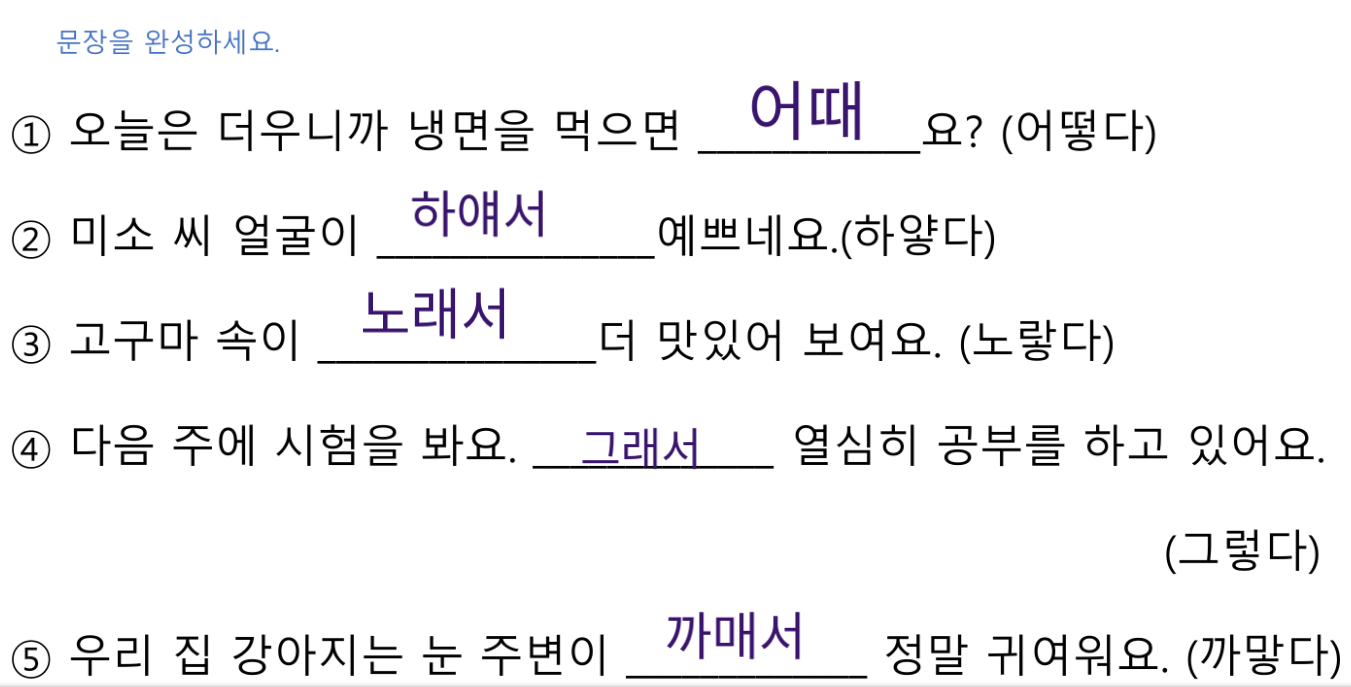 문장을 완성하세요.
① 오늘은 더우니까 냉면을 먹으면 어때요? (어떻다)
② 미소 씨 얼굴이 하얘서 예쁘네요.(하얗다)
③ 고구마 속이 노래서 더 맛있어 보여요. (노랗다)
④ 다음 주에 시험을 봐요. 그래서 열심히 공부를 하고 있어요.
(그렇다)
⑤ 우리 집 강아지는 눈 주변이 까매서 정말 귀여워요. (까맣다)